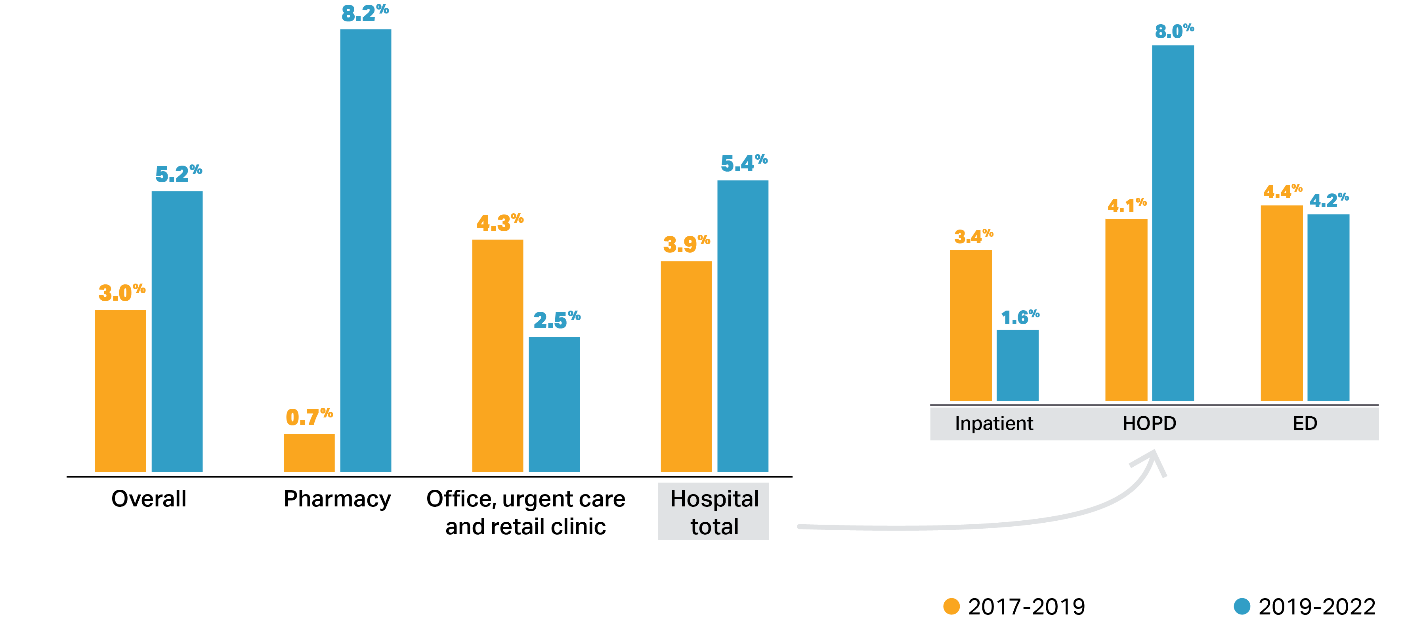 3.0%
5.2%
0.7%
8.2%
4.3%
2.5%
3.9%
5.4%
Overall
Pharmacy
Office, urgent care
and retail clinic
Hospital
total
3.4%
1.6%
4.1%
8.0%
4.4%
4.2%
Inpatient
HOPD
ED
2017-2019
2019-2022